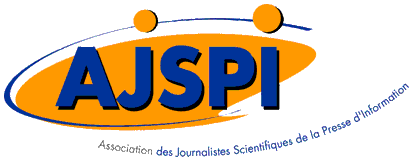 AJSPI
Association des Journalistes Scientifiques de la Presse d'Information